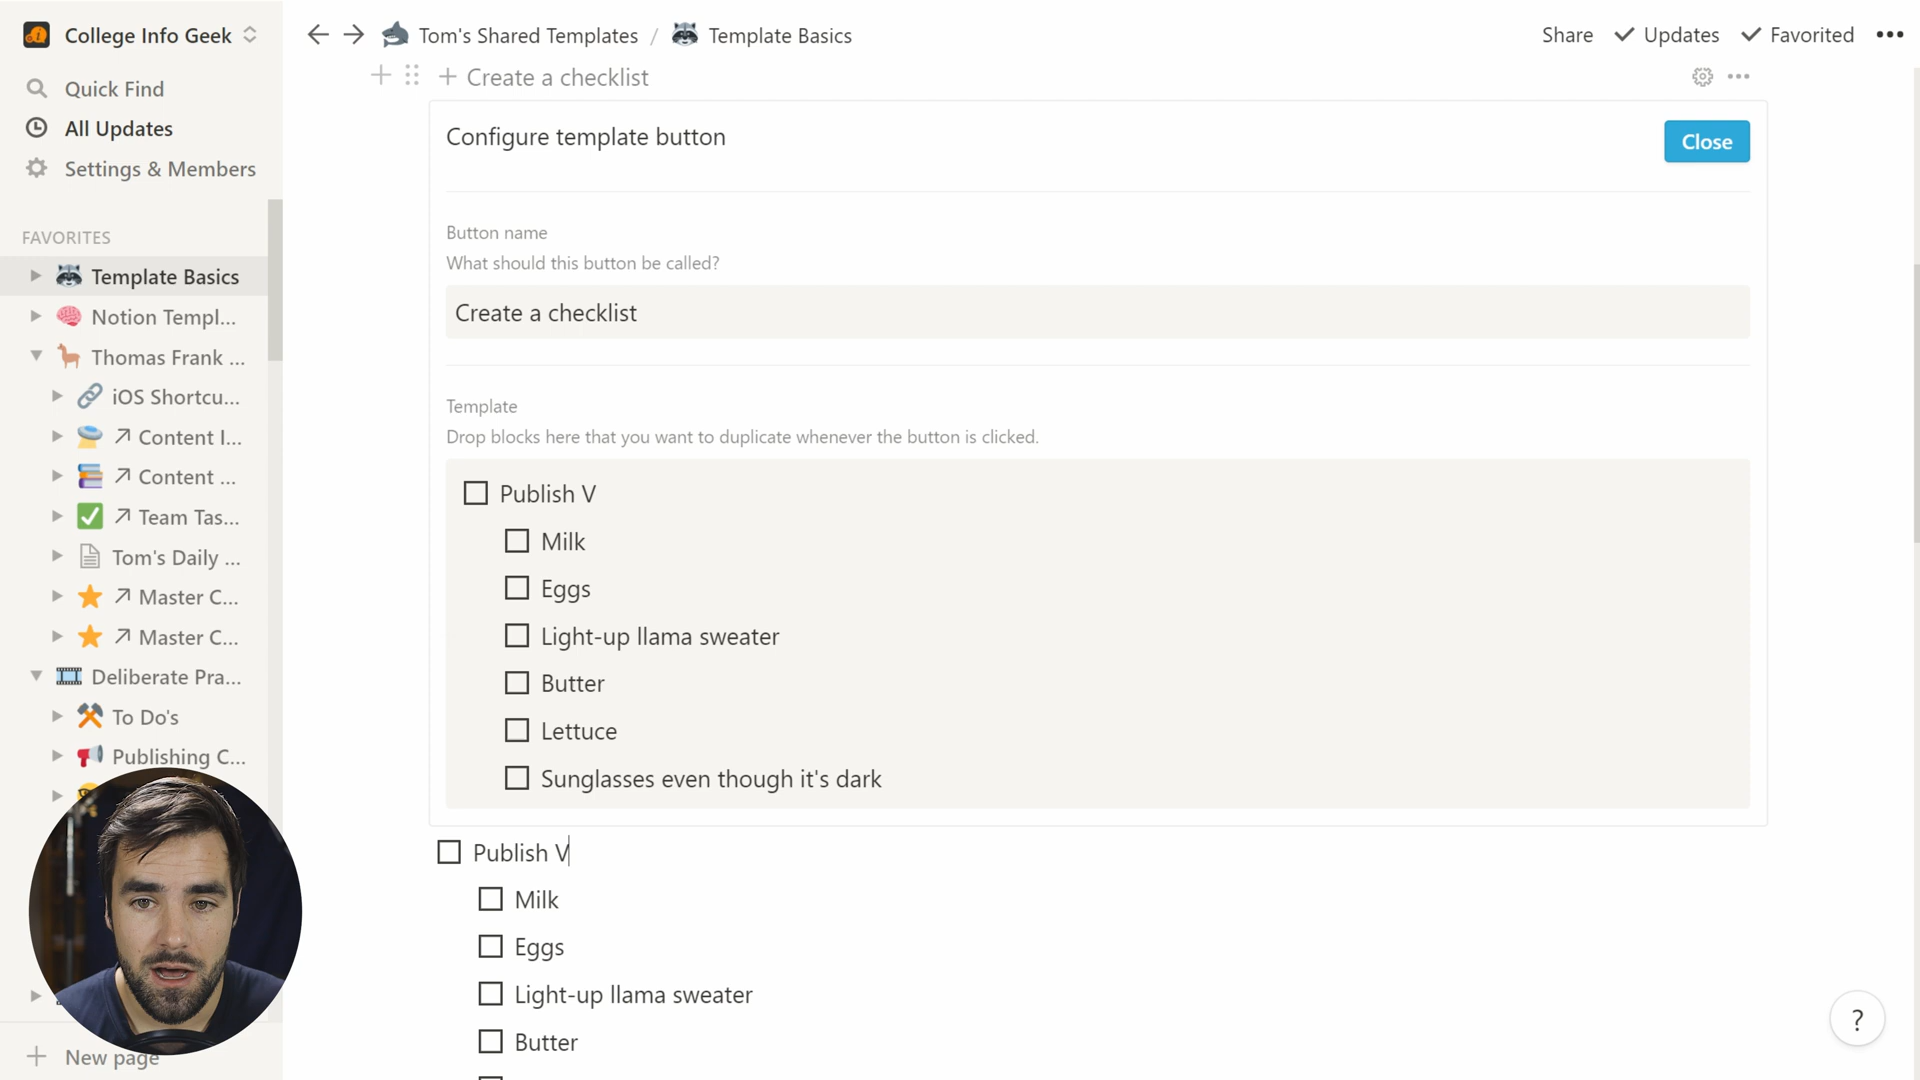 College Info Geek
Quick Find
All Updates
Settings & Members
FAVORITES
Template Basics
Notion Templ...
Thomas Frank ...
iOS Shortcu...
Content I...
Content ...
Team Tas...
Tom's Daily ...
Master C...
Master C...
Deliberate Pra...
To Do's
Publishing C...
New page
Tom's Shared Templates / Template Basics
Share
Updates
Favorited
Create a checklist
Configure template button
Close
Button name
What should this button be called?
Create a checklist
Template
Drop blocks here that you want to duplicate whenever the button is clicked.
Publish V
Milk
Eggs
Light-up llama sweater
Butter
Lettuce
Sunglasses even though it's dark
Publish V
Milk
Eggs
Light-up llama sweater
Butter
?